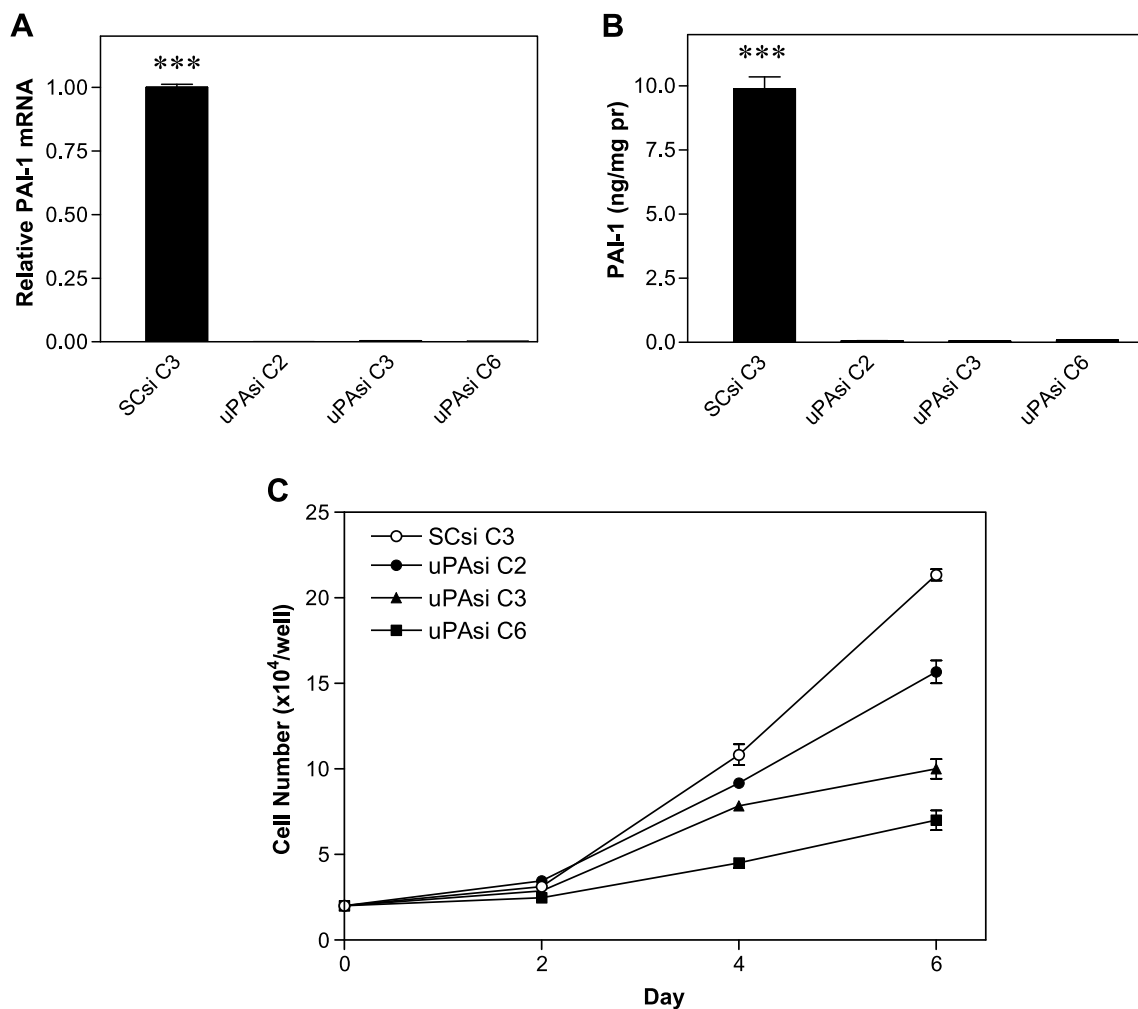 A
Relative PAI-1 mRNA
1.00
0.75
0.50
0.25
0.00
***
SCsi C3
uPAsi C2
uPAsi C3
uPAsi C6
B
PAI-1 (ng/mg pr)
10.0
7.5
5.0
2.5
0.0
***
SCsi C3
uPAsi C2
uPAsi C3
uPAsi C6
C
Cell Number (x10⁴/well)
25
20
15
10
5
0
SCsi C3
uPAsi C2
uPAsi C3
uPAsi C6
0 2 4 6
Day